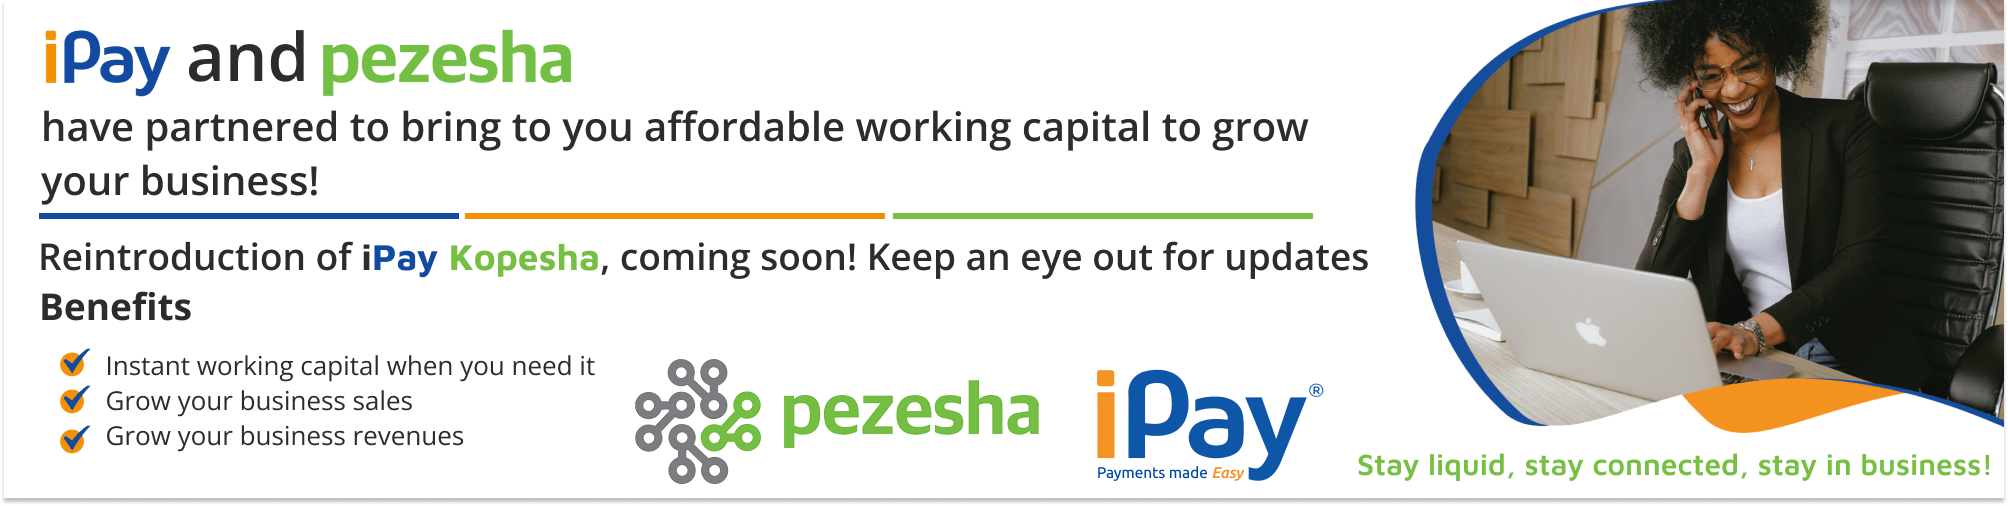 iPay and pezesha
have partnered to bring to you affordable working capital to grow
your business!
Reintroduction of iPay Kopesha, coming soon! Keep an eye out for updates
Benefits
Instant working capital when you need it
Grow your business sales
Grow your business revenues
pezesha
iPay®
Payments made Easy
Stay liquid, stay connected, stay in business!